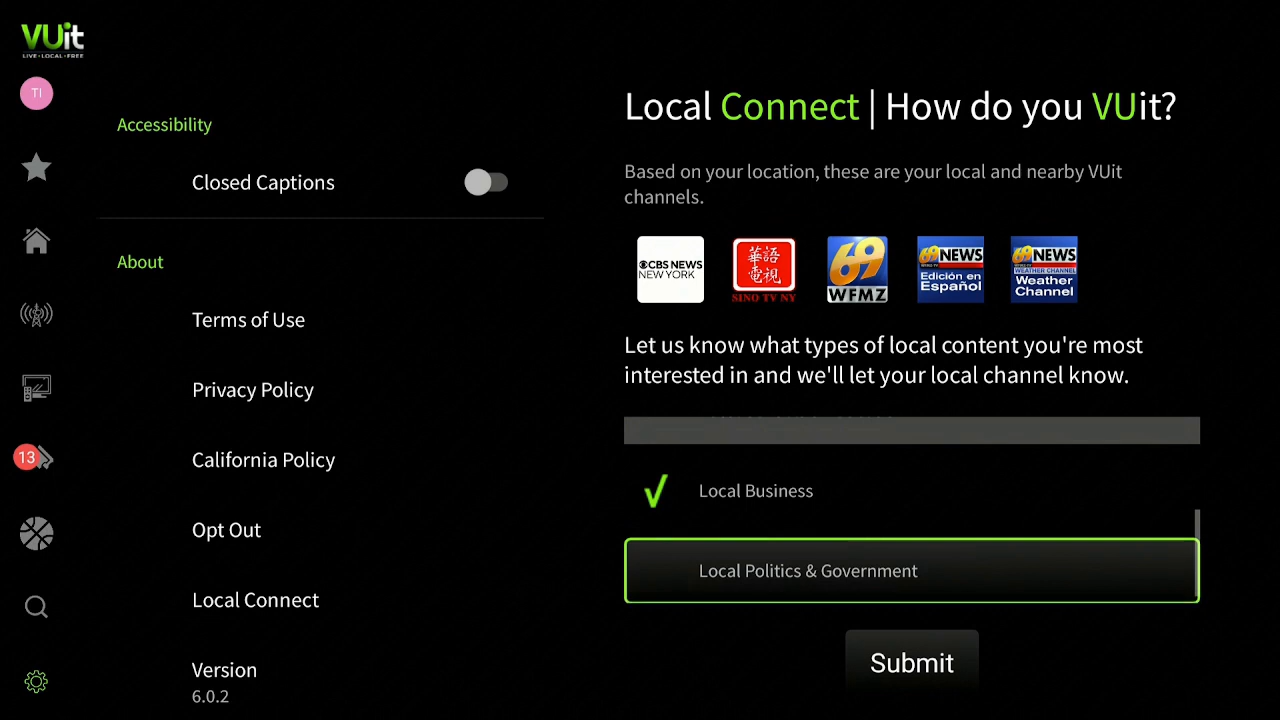 VUit
LIVE•LOCAL•FREE
TI
13
Accessibility
Closed Captions
About
Terms of Use
Privacy Policy
California Policy
Opt Out
Local Connect
Version
6.0.2
Local Connect | How do you VUit?
Based on your location, these are your local and nearby VUit
channels.
CBS NEWS
NEW YORK
華語
電視
SINO TV NY
69
WFMZ
69 NEWS
Edición en
Español
69 NEWS
WEATHER CHANNEL
Weather
Channel
Let us know what types of local content you're most
interested in and we'll let your local channel know.
Local Business
Local Politics & Government
Submit